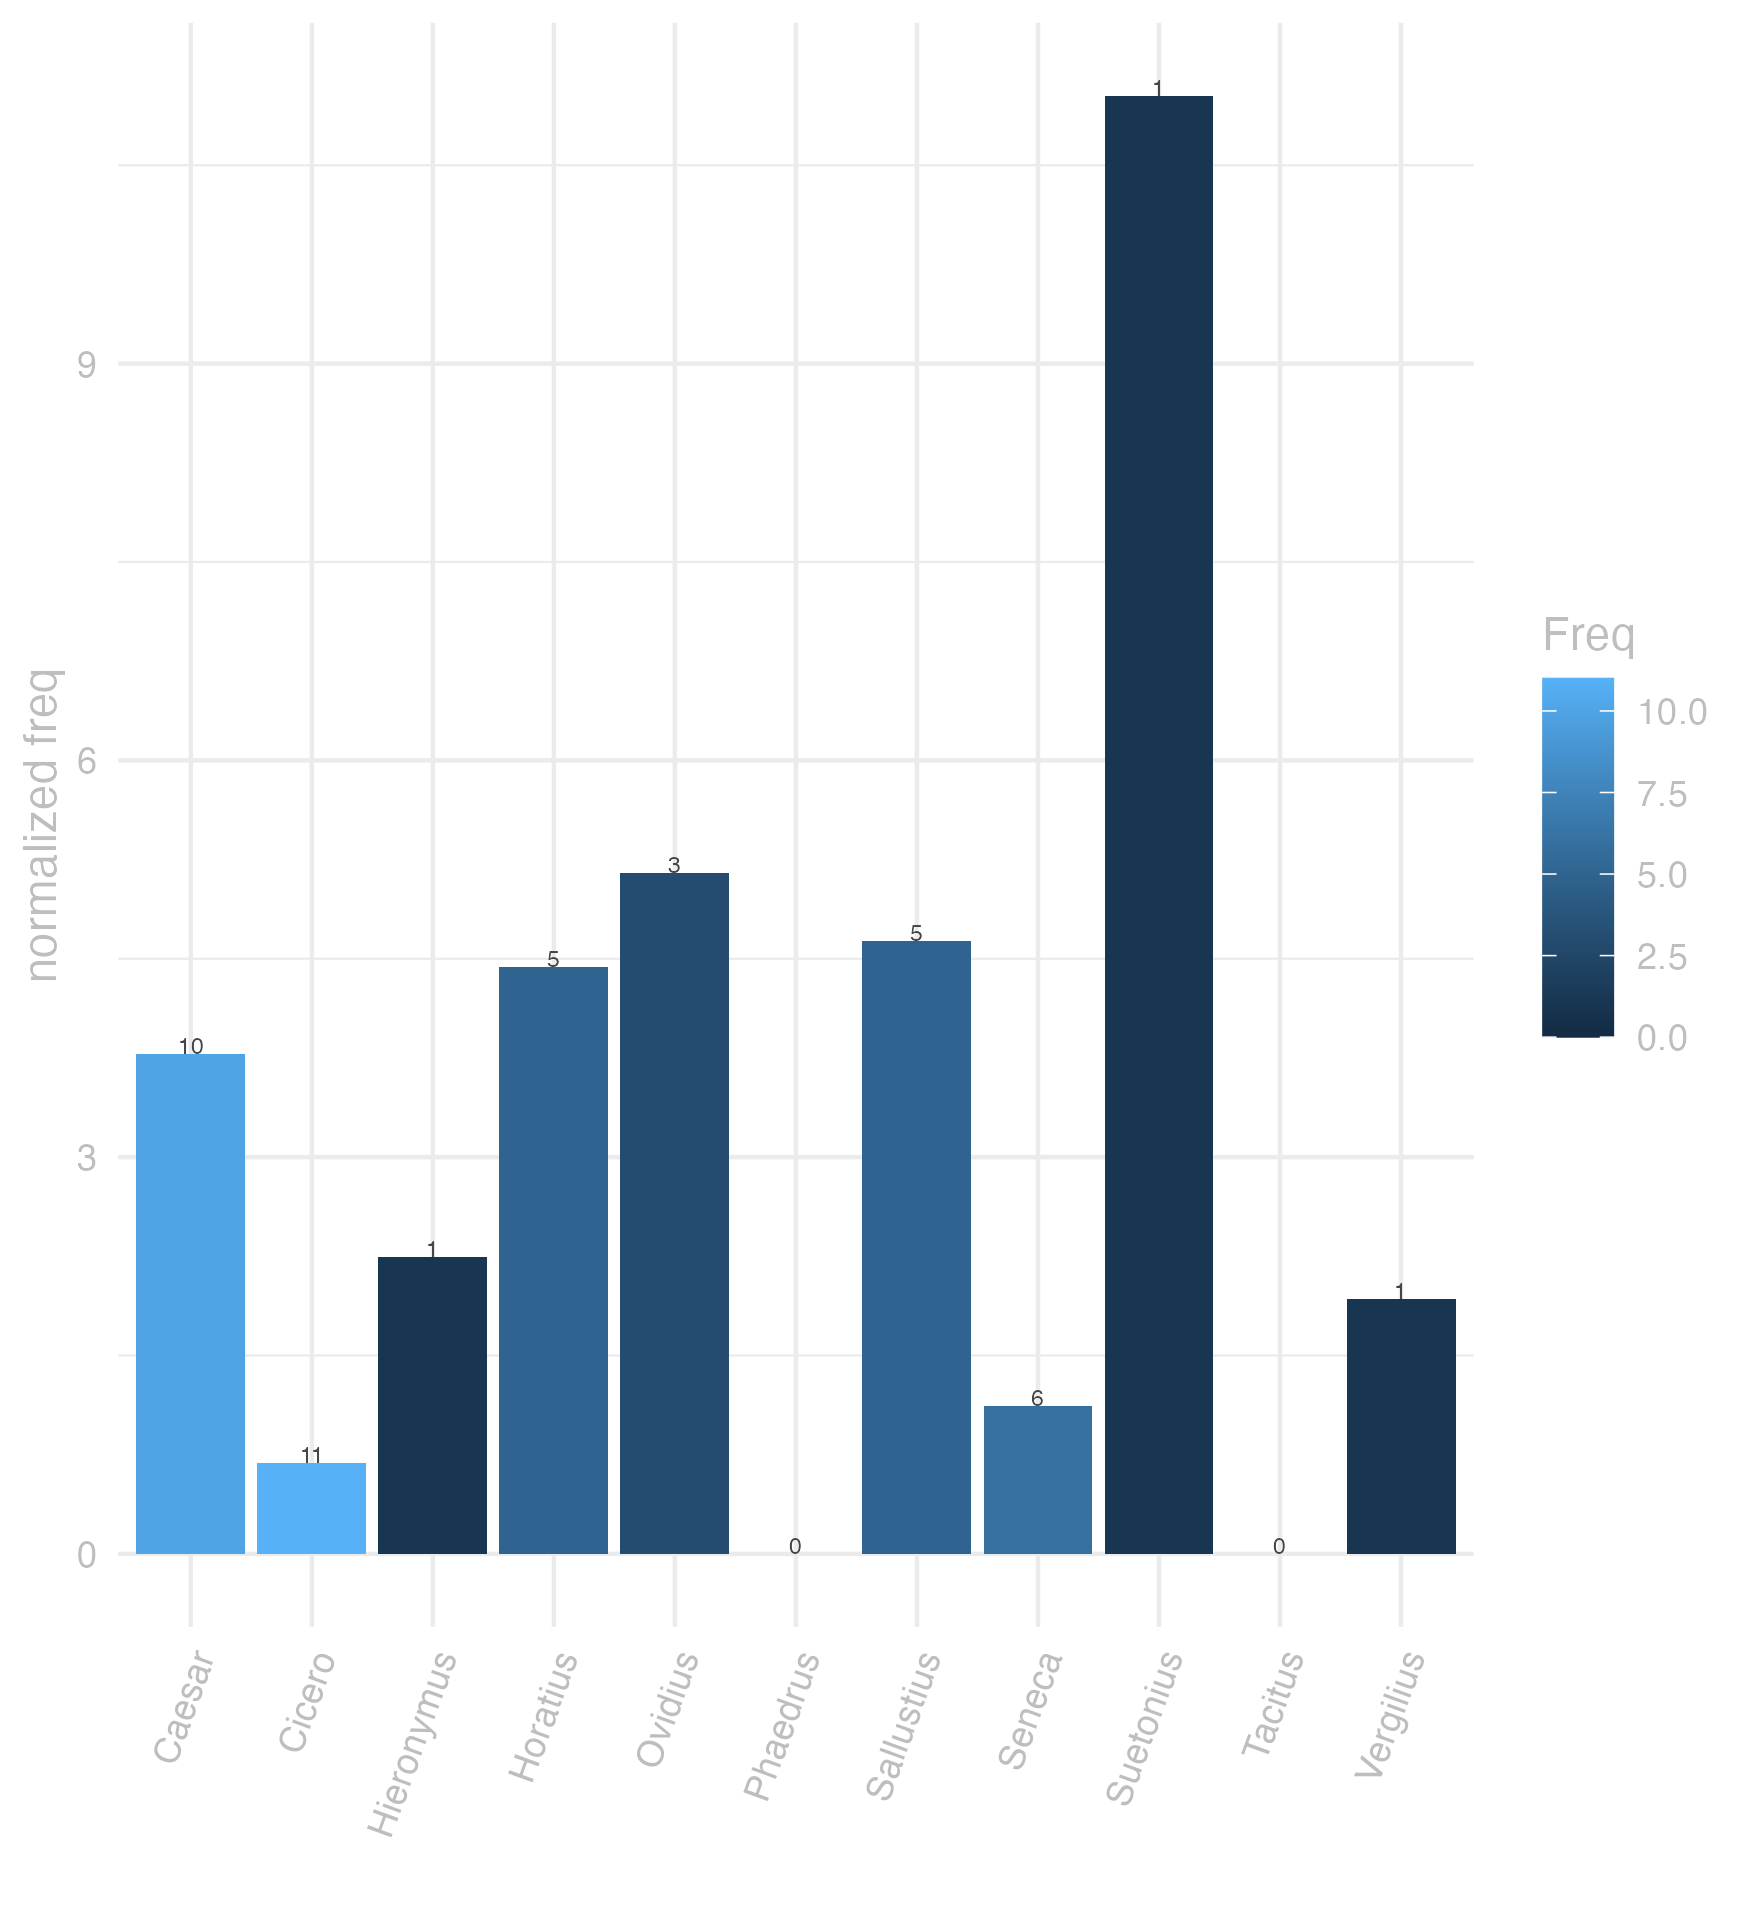 normalized freq
9
6
3
0
10
11
1
5
3
0
5
6
1
0
1
Caesar
Cicero
Hieronymus
Horatius
Ovidius
Phaedrus
Sallustius
Seneca
Suetonius
Tacitus
Vergilius
Freq
10.0
7.5
5.0
2.5
0.0